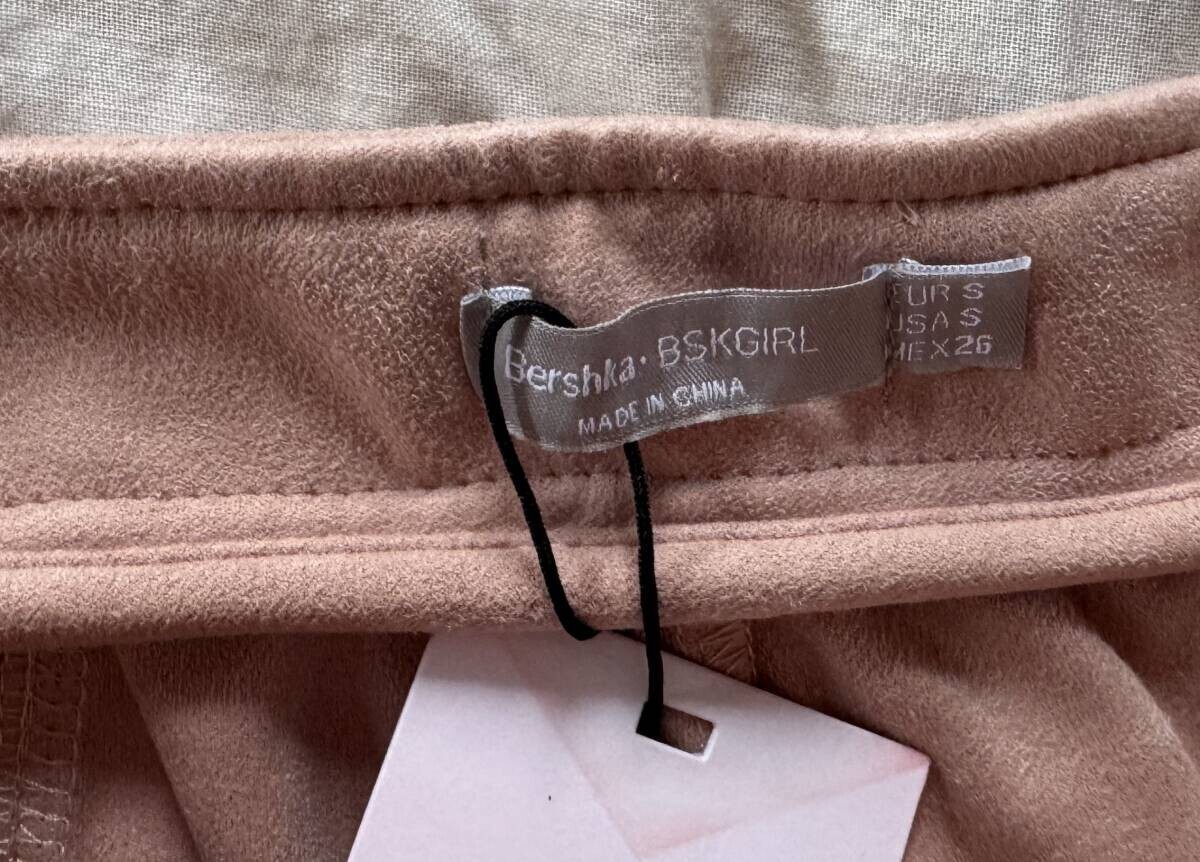 Bershka · BSKGIRL
MADE IN CHINA
EUR S
USA S
MEX 26